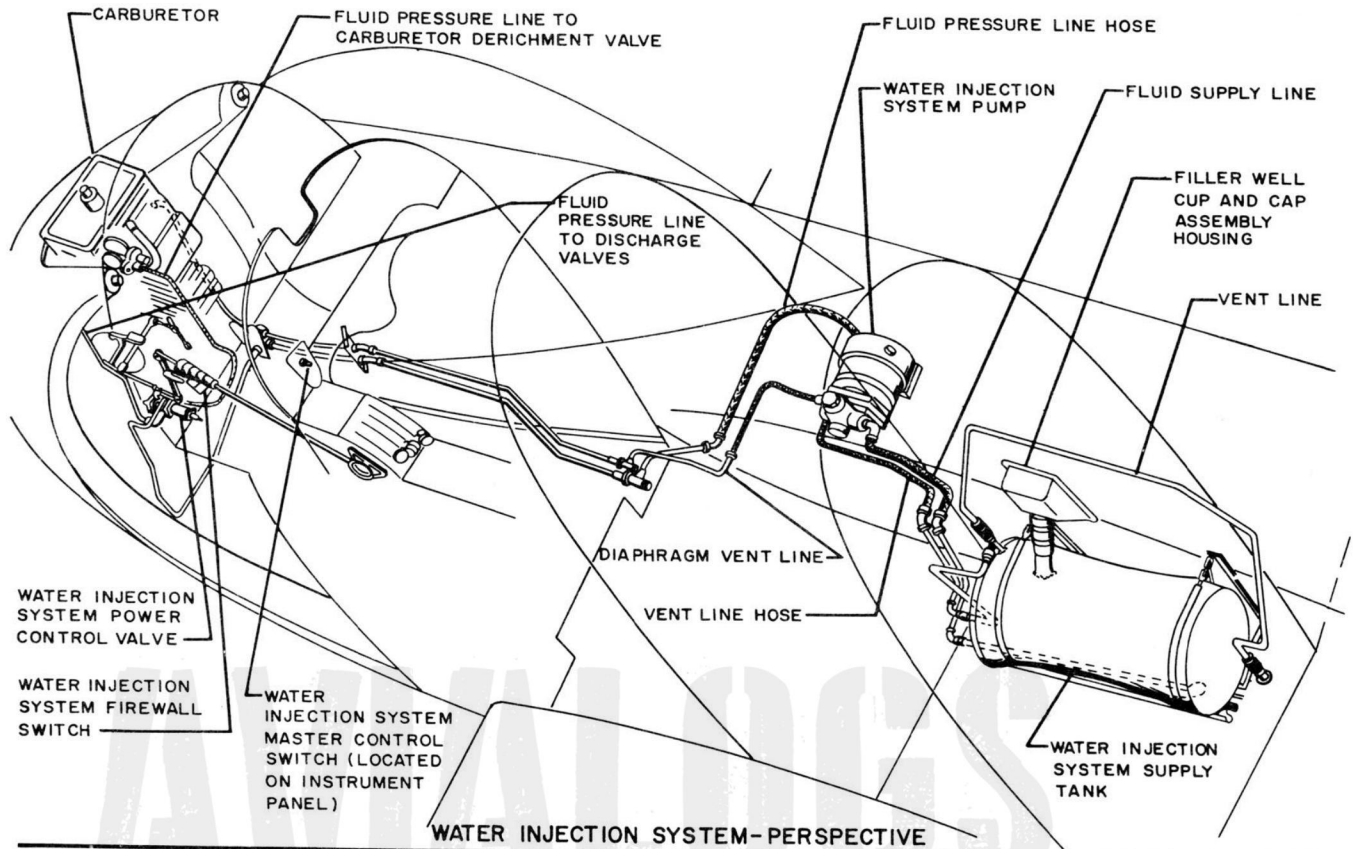 CARBURETOR
FLUID PRESSURE LINE TO
CARBURETOR DERICHMENT VALVE
FLUID PRESSURE LINE HOSE
WATER INJECTION
SYSTEM PUMP
FLUID SUPPLY LINE
FILLER WELL
CUP AND CAP
ASSEMBLY
HOUSING
VENT LINE
FLUID
PRESSURE LINE
TO DISCHARGE
VALVES
DIAPHRAGM VENT LINE
VENT LINE HOSE
WATER INJECTION
SYSTEM POWER
CONTROL VALVE
WATER INJECTION
SYSTEM FIREWALL
SWITCH
WATER
INJECTION SYSTEM
MASTER CONTROL
SWITCH (LOCATED
ON INSTRUMENT
PANEL)
WATER INJECTION
SYSTEM SUPPLY
TANK
WATER INJECTION SYSTEM-PERSPECTIVE
AVIALOGS